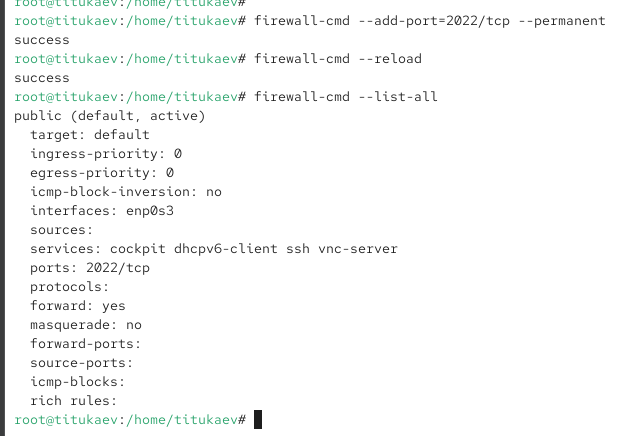 root@titukaev:/home/titukaev#
root@titukaev:/home/titukaev# firewall-cmd --add-port=2022/tcp --permanent
success
root@titukaev:/home/titukaev# firewall-cmd --reload
success
root@titukaev:/home/titukaev# firewall-cmd --list-all
public (default, active)
  target: default
  ingress-priority: 0
  egress-priority: 0
  icmp-block-inversion: no
  interfaces: enp0s3
  sources:
  services: cockpit dhcpv6-client ssh vnc-server
  ports: 2022/tcp
  protocols:
  forward: yes
  masquerade: no
  forward-ports:
  source-ports:
  icmp-blocks:
  rich rules:
root@titukaev:/home/titukaev#